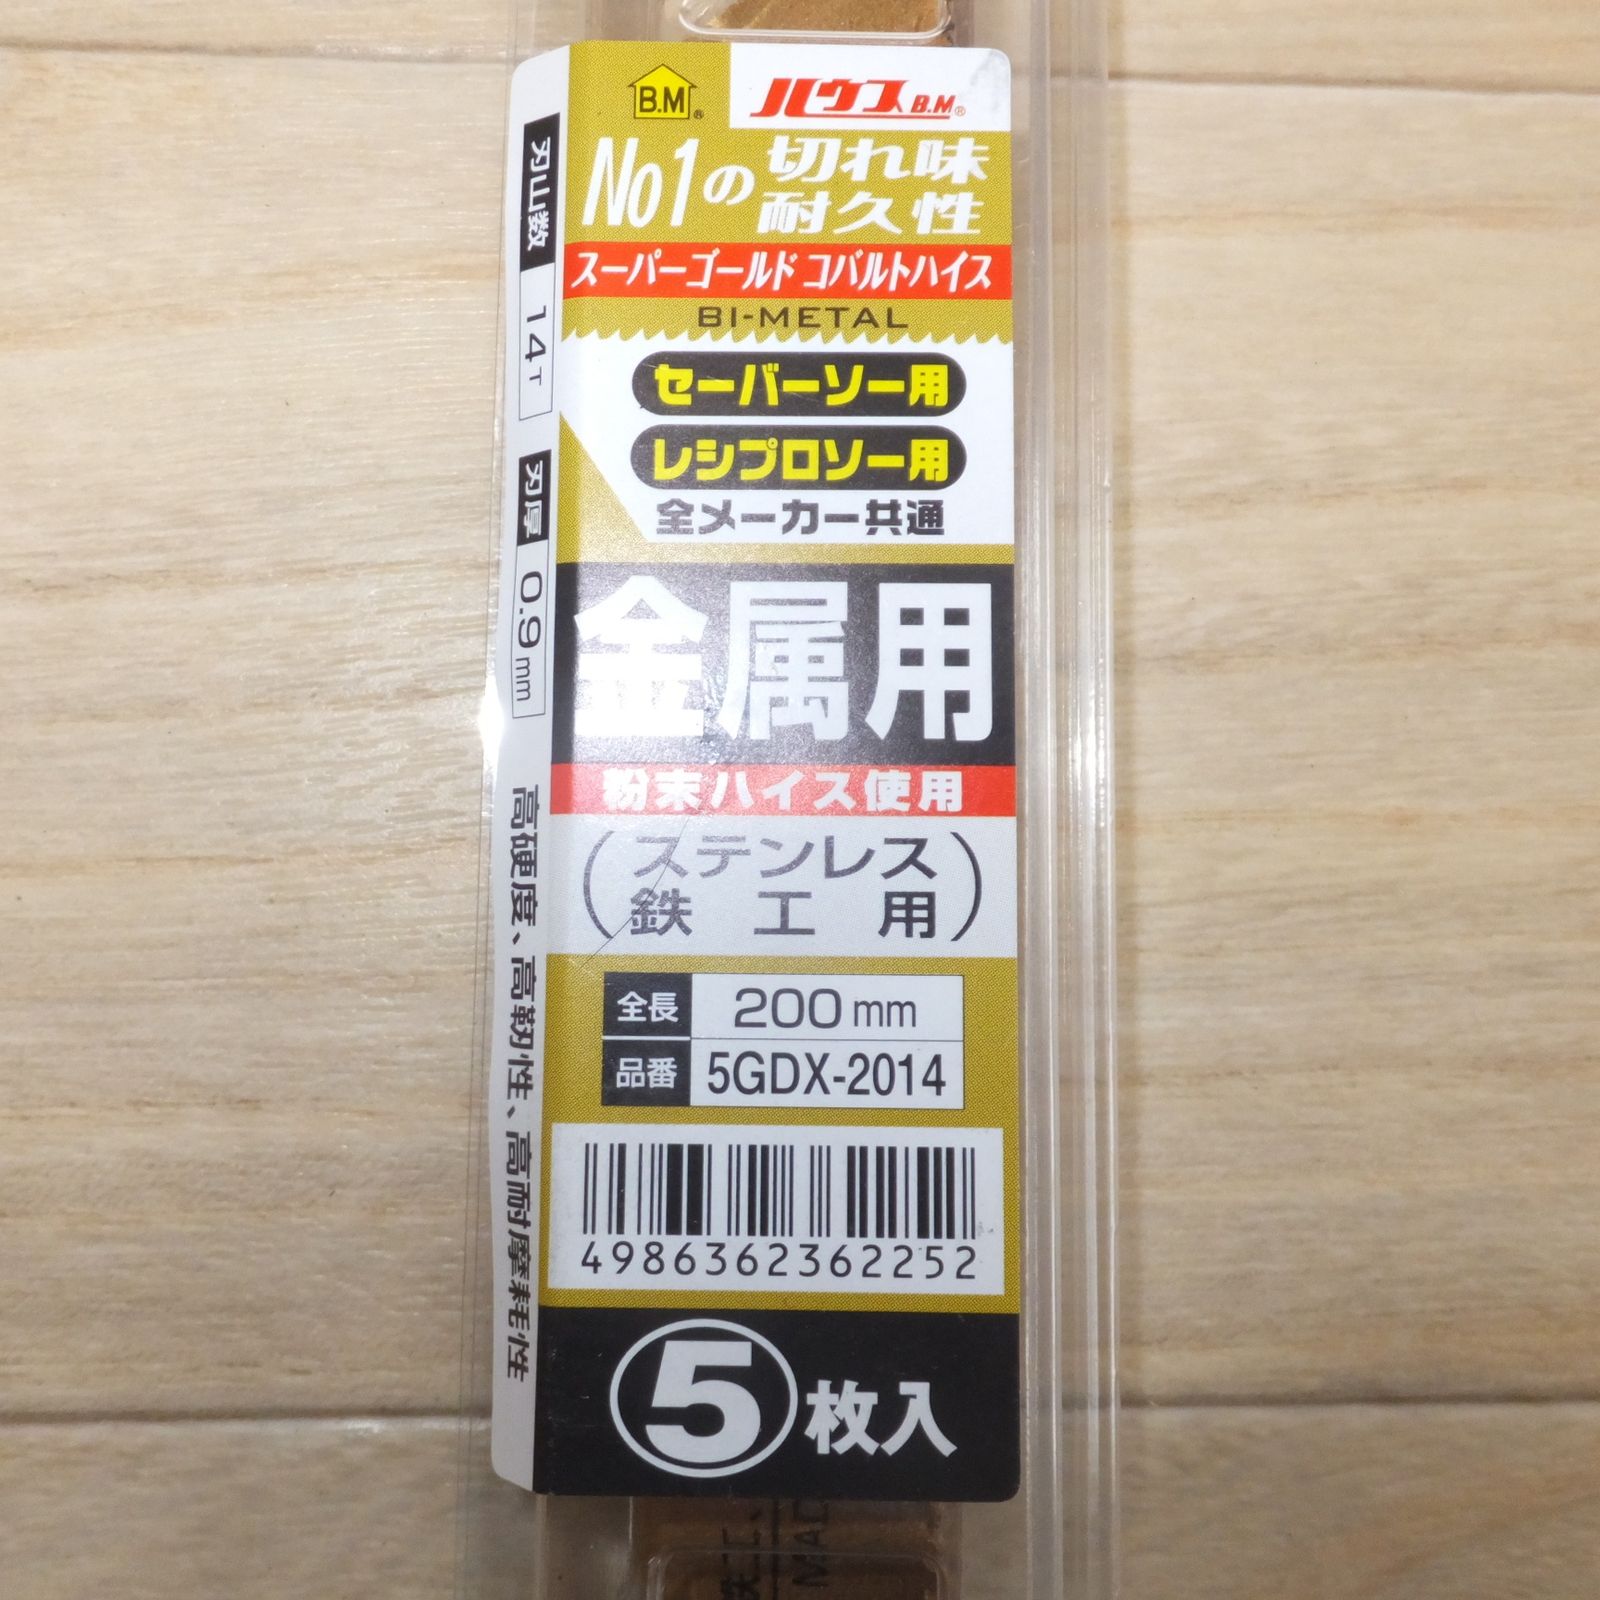 B.M®
ハウスB.M®
No1の切れ味
耐久性
スーパーゴールドコバルトハイス
BI-METAL
セーバーソー用
レシプロソー用
全メーカー共通
金属用
粉末ハイス使用
(ステンレス
鉄工用)
全長 200mm
品番 5GDX-2014
4986362362252
5枚入
刃山数 14T
刃厚 0.9mm
高硬度、高靭性、高耐摩耗性